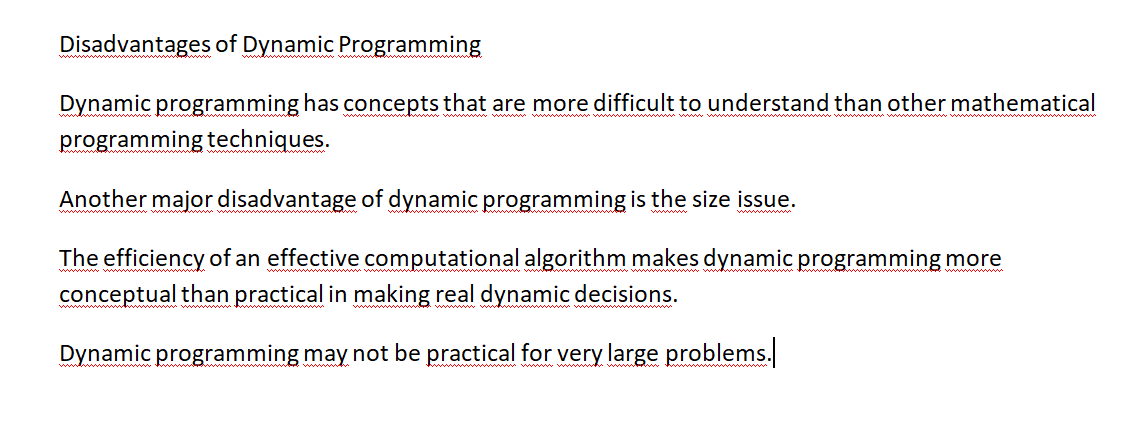 Disadvantages of Dynamic Programming
Dynamic programming has concepts that are more difficult to understand than other mathematical
programming techniques.
Another major disadvantage of dynamic programming is the size issue.
The efficiency of an effective computational algorithm makes dynamic programming more
conceptual than practical in making real dynamic decisions.
Dynamic programming may not be practical for very large problems.